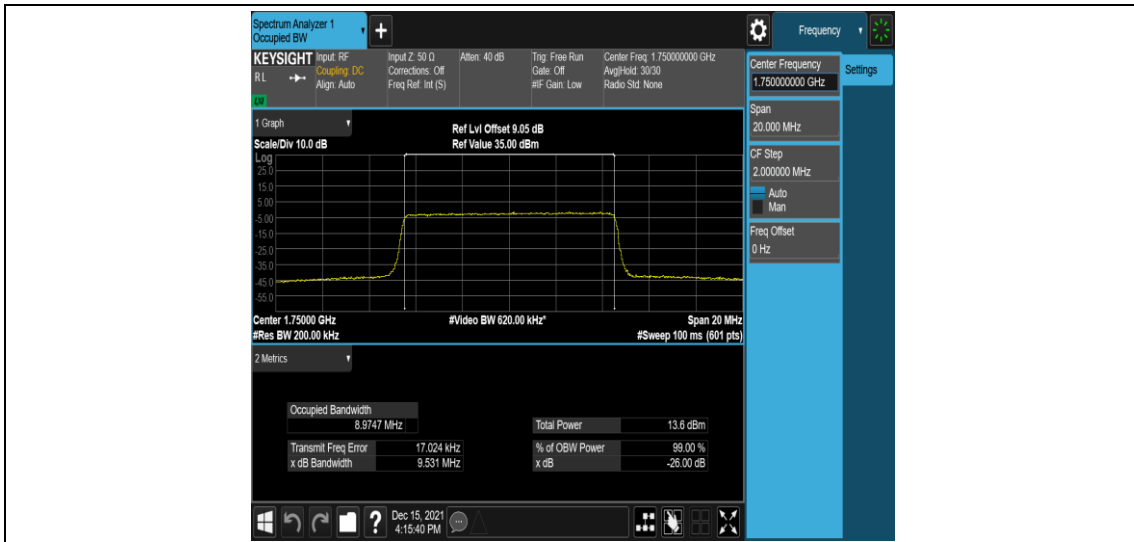 Spectrum Analyzer 1
Occupied BW
+
Frequency
KEYSIGHT
RL
LXI
Input: RF
Coupling: DC
Align: Auto
Input Z: 50 Ω
Corrections: Off
Freq Ref: Int (S)
Atten: 40 dB
Trig: Free Run
Gate: Off
#IF Gain: Low
Center Freq: 1.750000000 GHz
Avg|Hold: 30/30
Radio Std: None
Center Frequency
1.750000000 GHz
Settings
Span
20.000 MHz
CF Step
2.000000 MHz
Auto
Man
Freq Offset
0 Hz
1 Graph
Scale/Div 10.0 dB
Ref Lvl Offset 9.05 dB
Ref Value 35.00 dBm
Log
25.0
15.0
5.00
-5.00
-15.0
-25.0
-35.0
-45.0
-55.0
Center 1.75000 GHz
#Video BW 620.00 kHz*
Span 20 MHz
#Res BW 200.00 kHz
#Sweep 100 ms (601 pts)
2 Metrics
Occupied Bandwidth
8.9747 MHz
Total Power 13.6 dBm
Transmit Freq Error 17.024 kHz
% of OBW Power 99.00 %
x dB Bandwidth 9.531 MHz
x dB -26.00 dB
?
Dec 15, 2021
4:15:40 PM